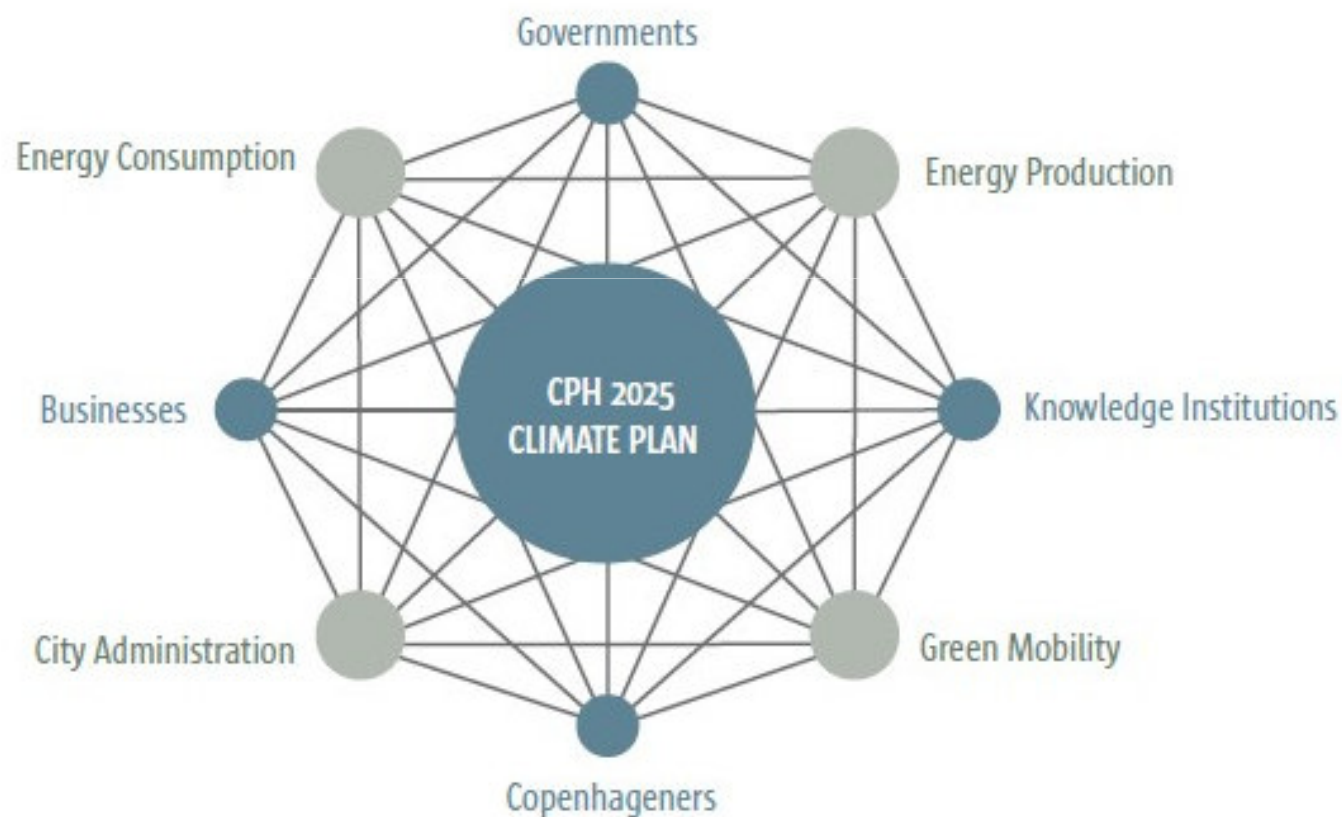 Governments
Energy Consumption
Energy Production
CPH 2025
CLIMATE PLAN
Businesses
Knowledge Institutions
City Administration
Green Mobility
Copenhageners